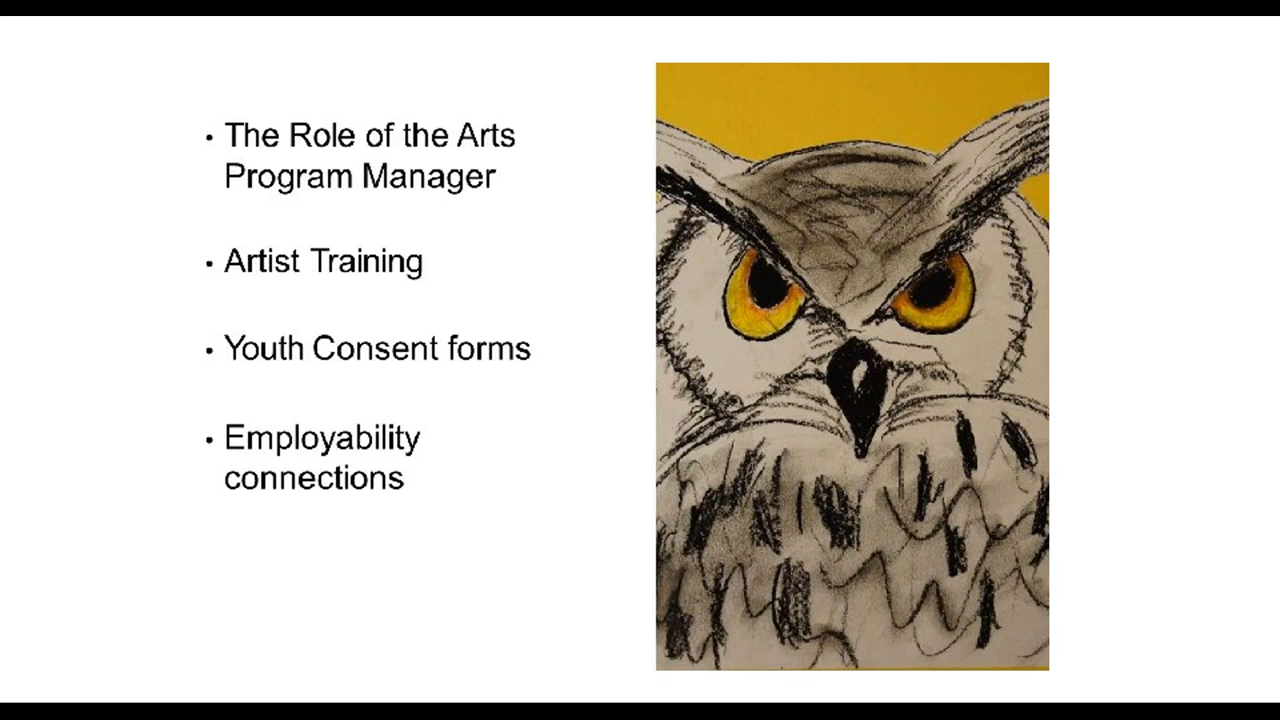 • The Role of the Arts
Program Manager
• Artist Training
• Youth Consent forms
• Employability
connections